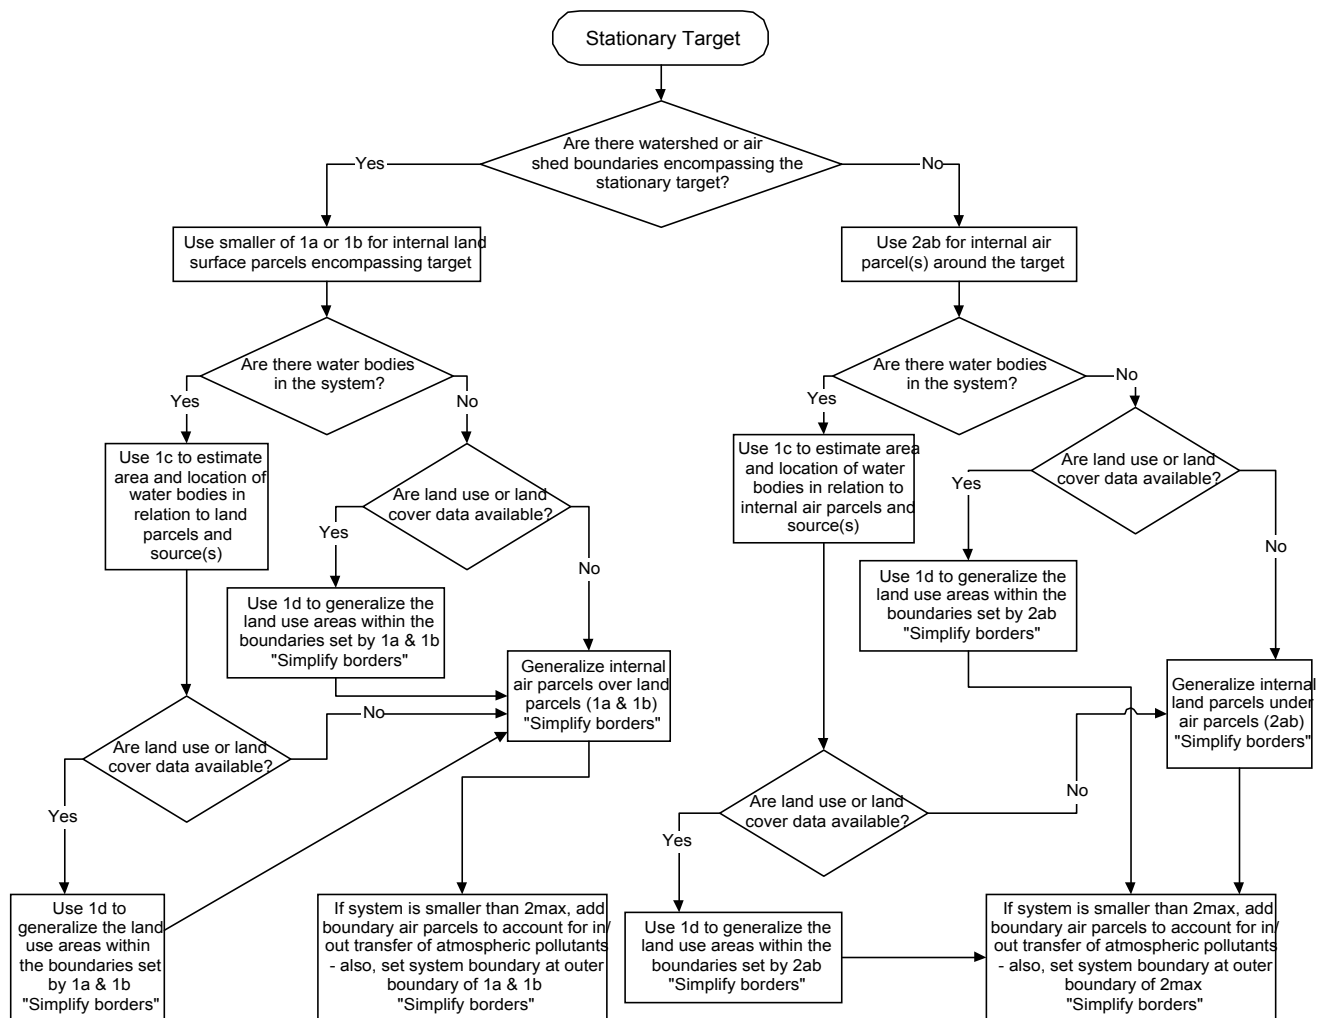 Stationary Target
Are there watershed or air
shed boundaries encompassing the
stationary target?
Yes
No
Use smaller of 1a or 1b for internal land
surface parcels encompassing target
Use 2ab for internal air
parcel(s) around the target
Are there water bodies
in the system?
Yes
No
Are there water bodies
in the system?
Yes
No
Use 1c to estimate
area and location of
water bodies in
relation to land
parcels and
source(s)
Are land use or land
cover data available?
Yes
No
Use 1c to estimate area
and location of water
bodies in relation to
internal air parcels and
source(s)
Are land use or land
cover data available?
Yes
No
Use 1d to generalize the
land use areas within the
boundaries set by 1a & 1b
"Simplify borders"
Use 1d to generalize the
land use areas within the
boundaries set by 2ab
"Simplify borders"
Generalize internal
air parcels over land
parcels (1a & 1b)
"Simplify borders"
Generalize internal
land parcels under
air parcels (2ab)
"Simplify borders"
Are land use or land
cover data available?
No
Yes
Are land use or land
cover data available?
No
Yes
Use 1d to
generalize the land
use areas within
the boundaries set
by 1a & 1b
"Simplify borders"
If system is smaller than 2max, add
boundary air parcels to account for in/
out transfer of atmospheric pollutants
- also, set system boundary at outer
boundary of 1a & 1b
"Simplify borders"
Use 1d to generalize the
land use areas within the
boundaries set by 2ab
"Simplify borders"
If system is smaller than 2max, add
boundary air parcels to account for in/
out transfer of atmospheric pollutants
- also, set system boundary at outer
boundary of 2max
"Simplify borders"